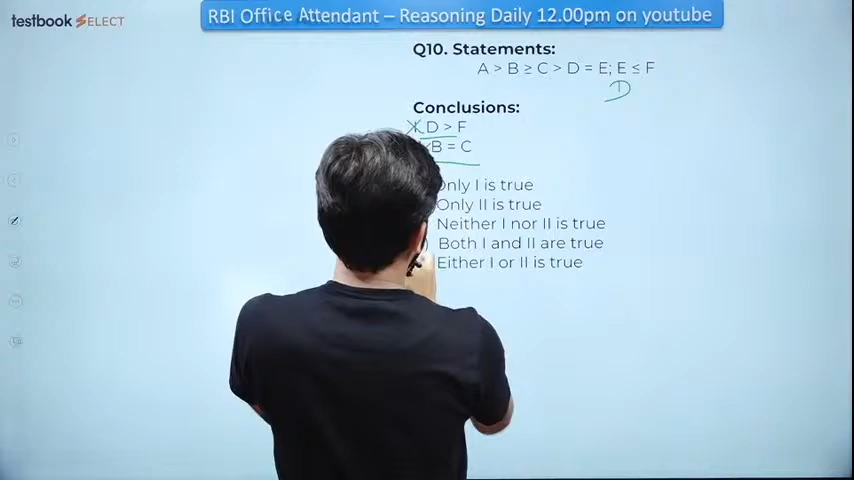 testbook SELECT
RBI Office Attendant – Reasoning Daily 12.00pm on youtube
Q10. Statements:
A > B ≥ C > D = E; E ≤ F
D
Conclusions:
D > F
B = C
Only I is true
Only II is true
Neither I nor II is true
Both I and II are true
Either I or II is true